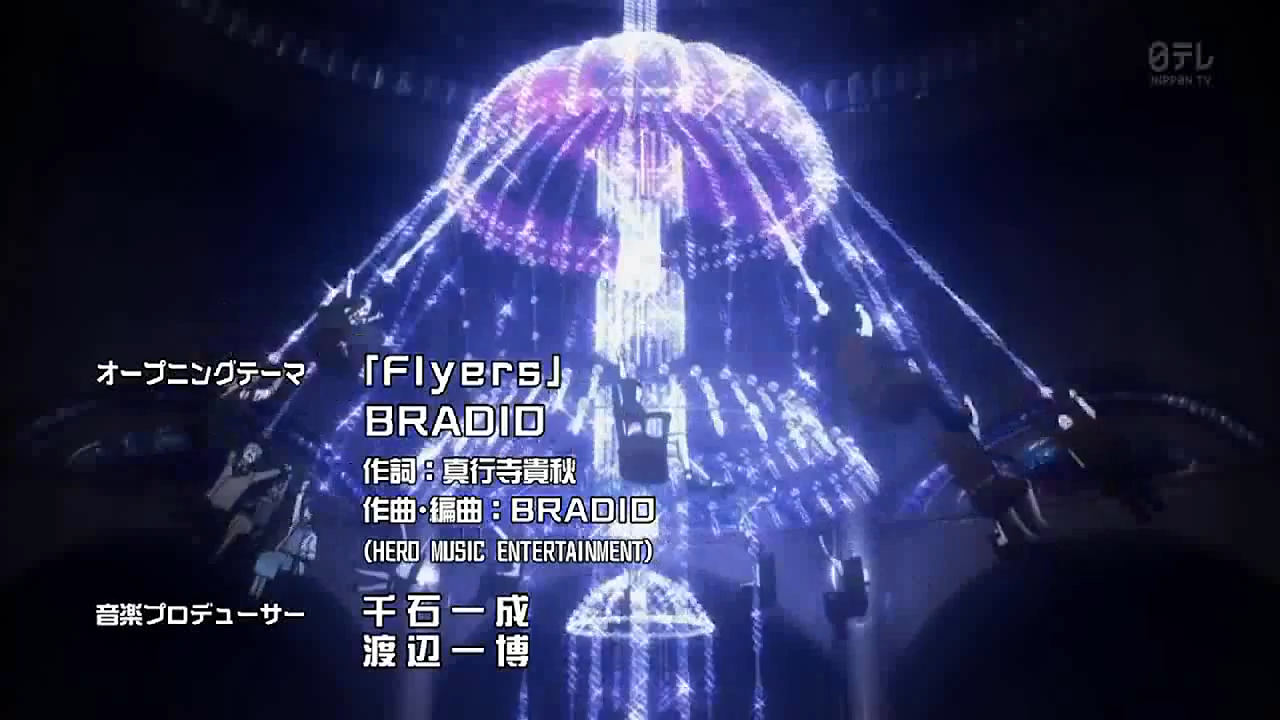 日テレ
NIPPON TV
オープニングテーマ 「Flyers」
BRADIO
作詞：真行寺貴秋
作曲・編曲：BRADIO
(HERO MUSIC ENTERTAINMENT)
音楽プロデューサー 千石一成
渡辺一博